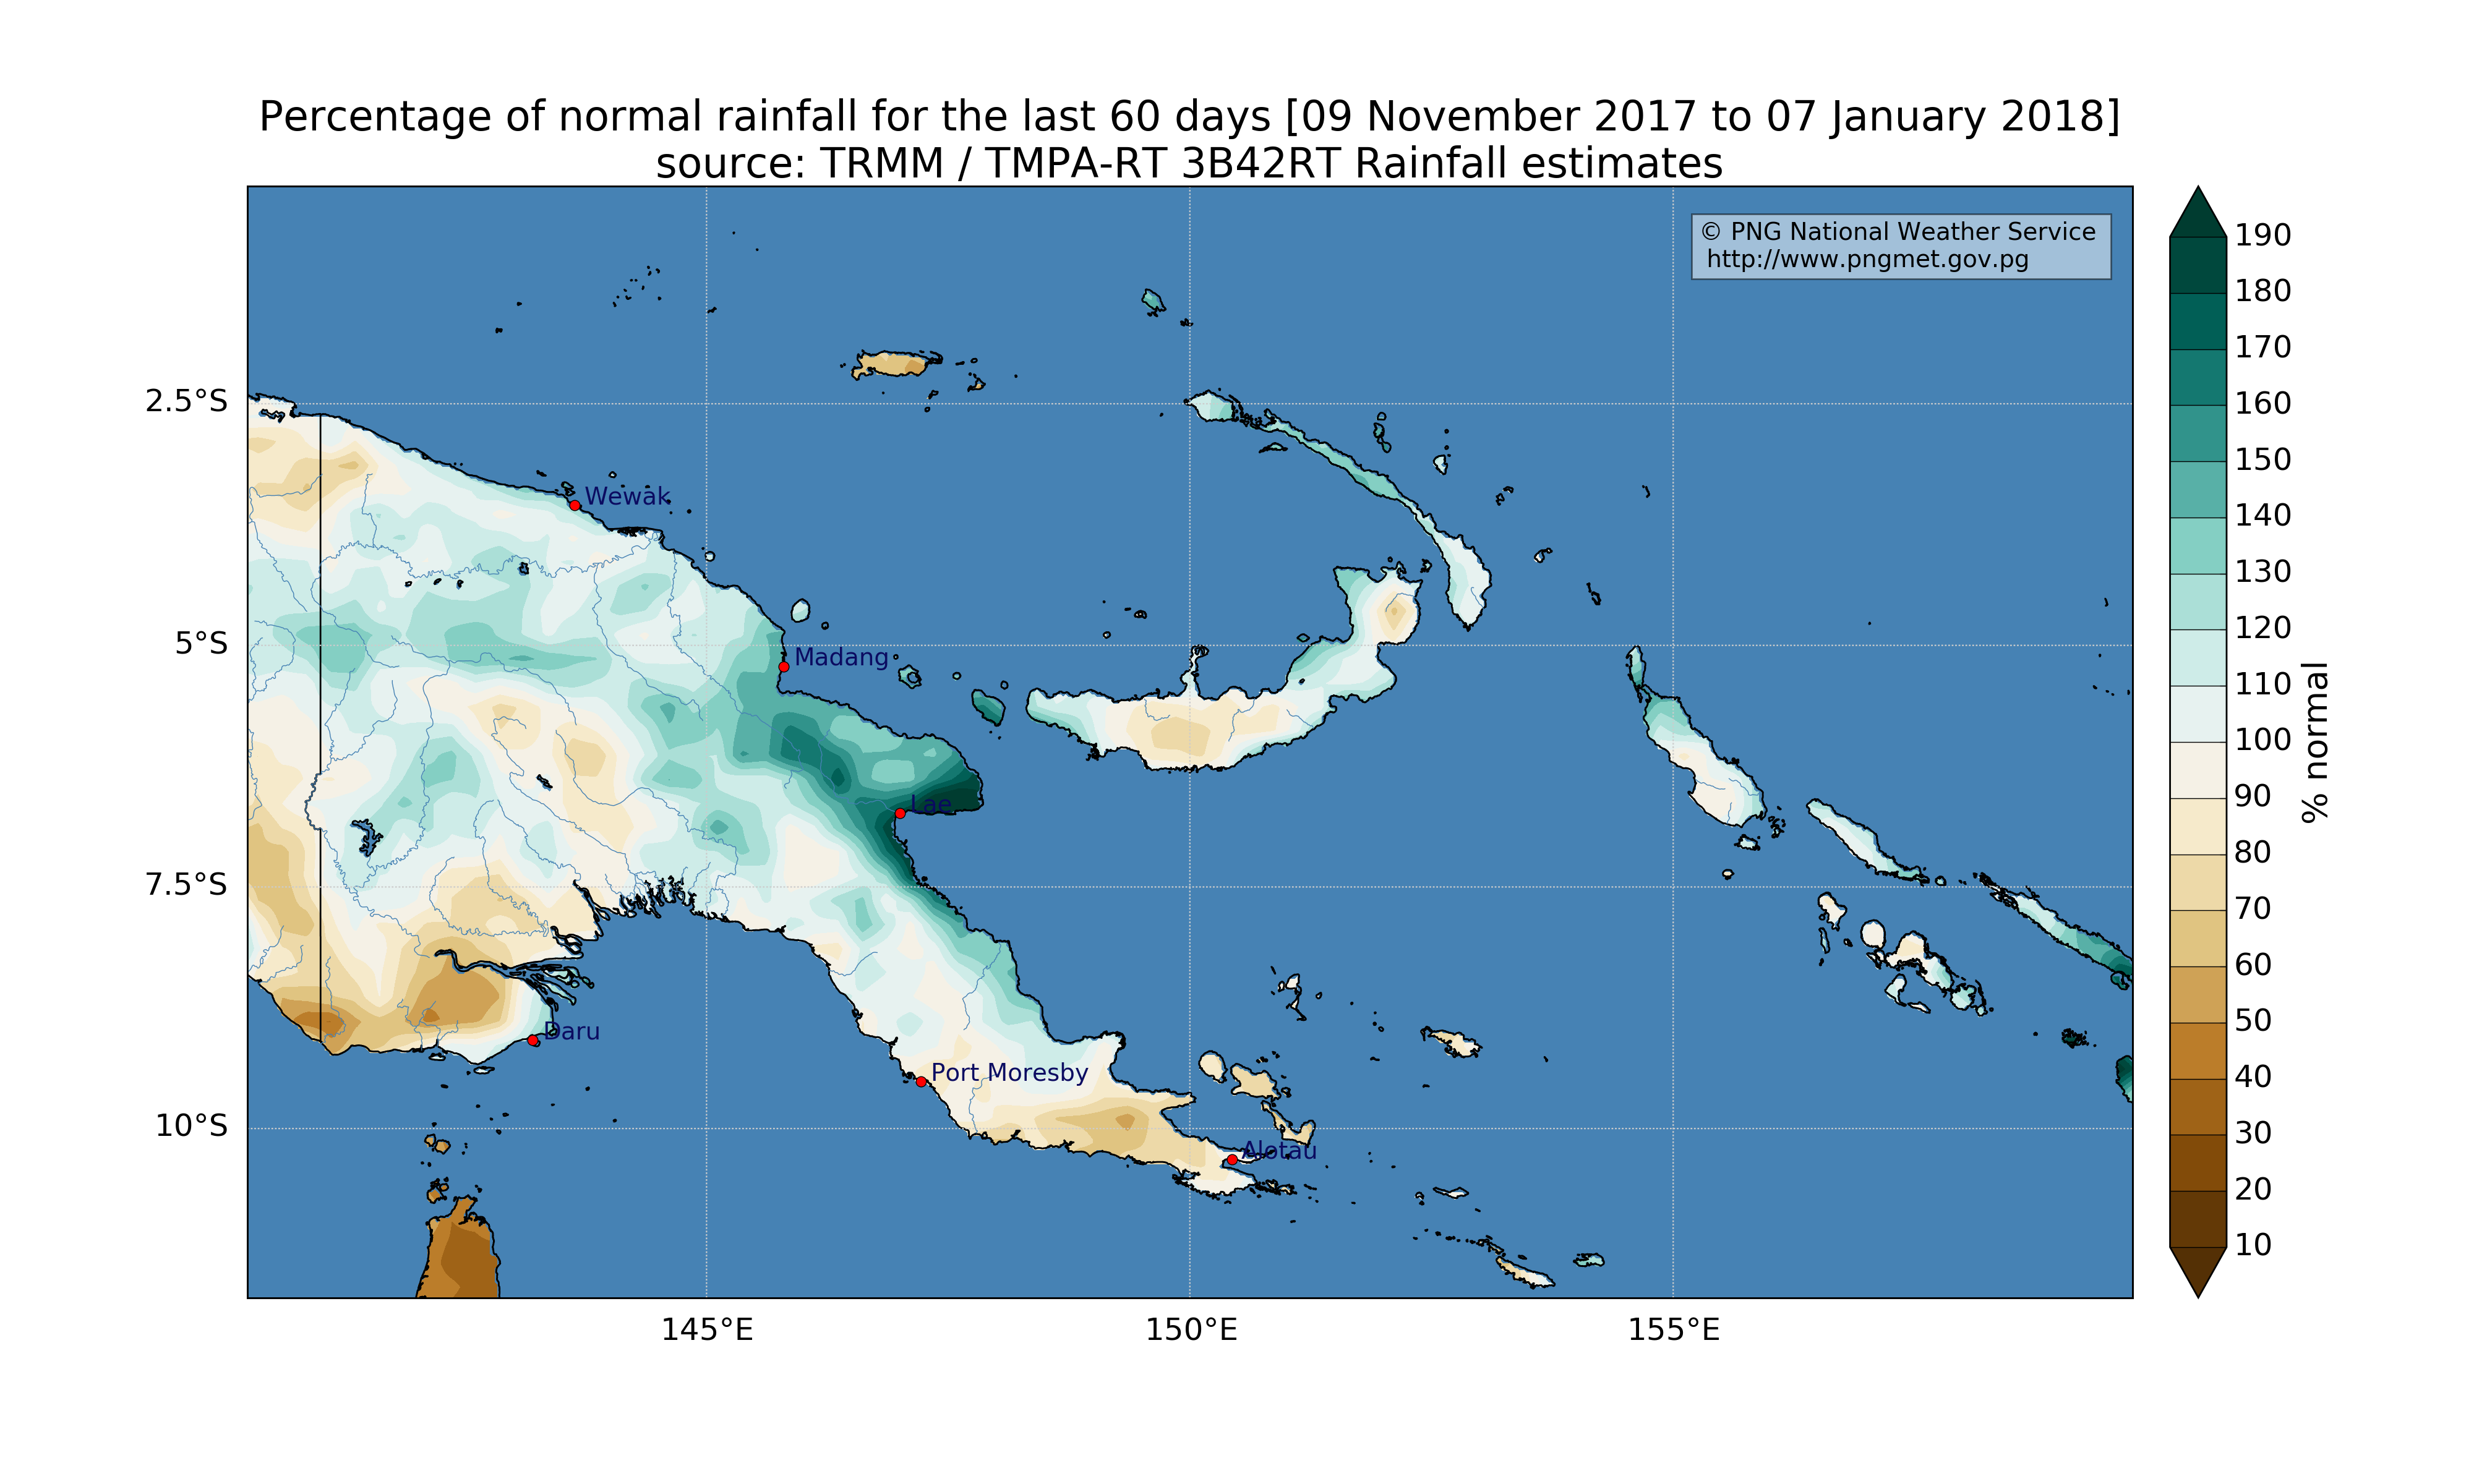 Percentage of normal rainfall for the last 60 days [09 November 2017 to 07 January 2018]
source: TRMM / TMPA-RT 3B42RT Rainfall estimates
© PNG National Weather Service
http://www.pngmet.gov.pg
2.5°S
5°S
7.5°S
10°S
Wewak
Madang
Lae
Daru
Port Moresby
Alotau
145°E
150°E
155°E
190
180
170
160
150
140
130
120
110
100
90
80
70
60
50
40
30
20
10
% normal